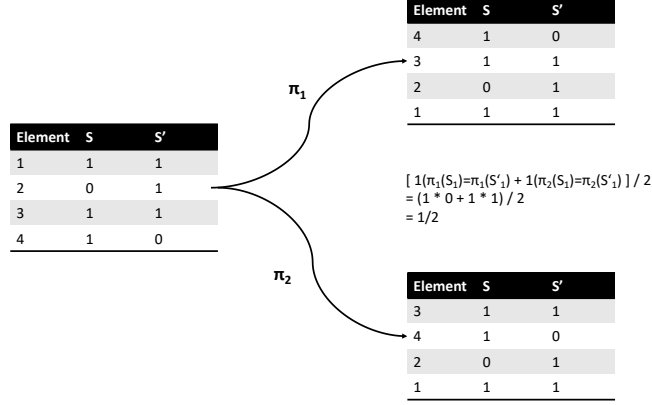 Element S S'
4 1 0
3 1 1
2 0 1
1 1 1
π₁
Element S S'
1 1 1
2 0 1
3 1 1
4 1 0
[ 1(π₁(S₁)=π₁(S'₁) + 1(π₂(S₁)=π₂(S'₁) ] / 2
= (1 * 0 + 1 * 1) / 2
= 1/2
π₂
Element S S'
3 1 1
4 1 0
2 0 1
1 1 1